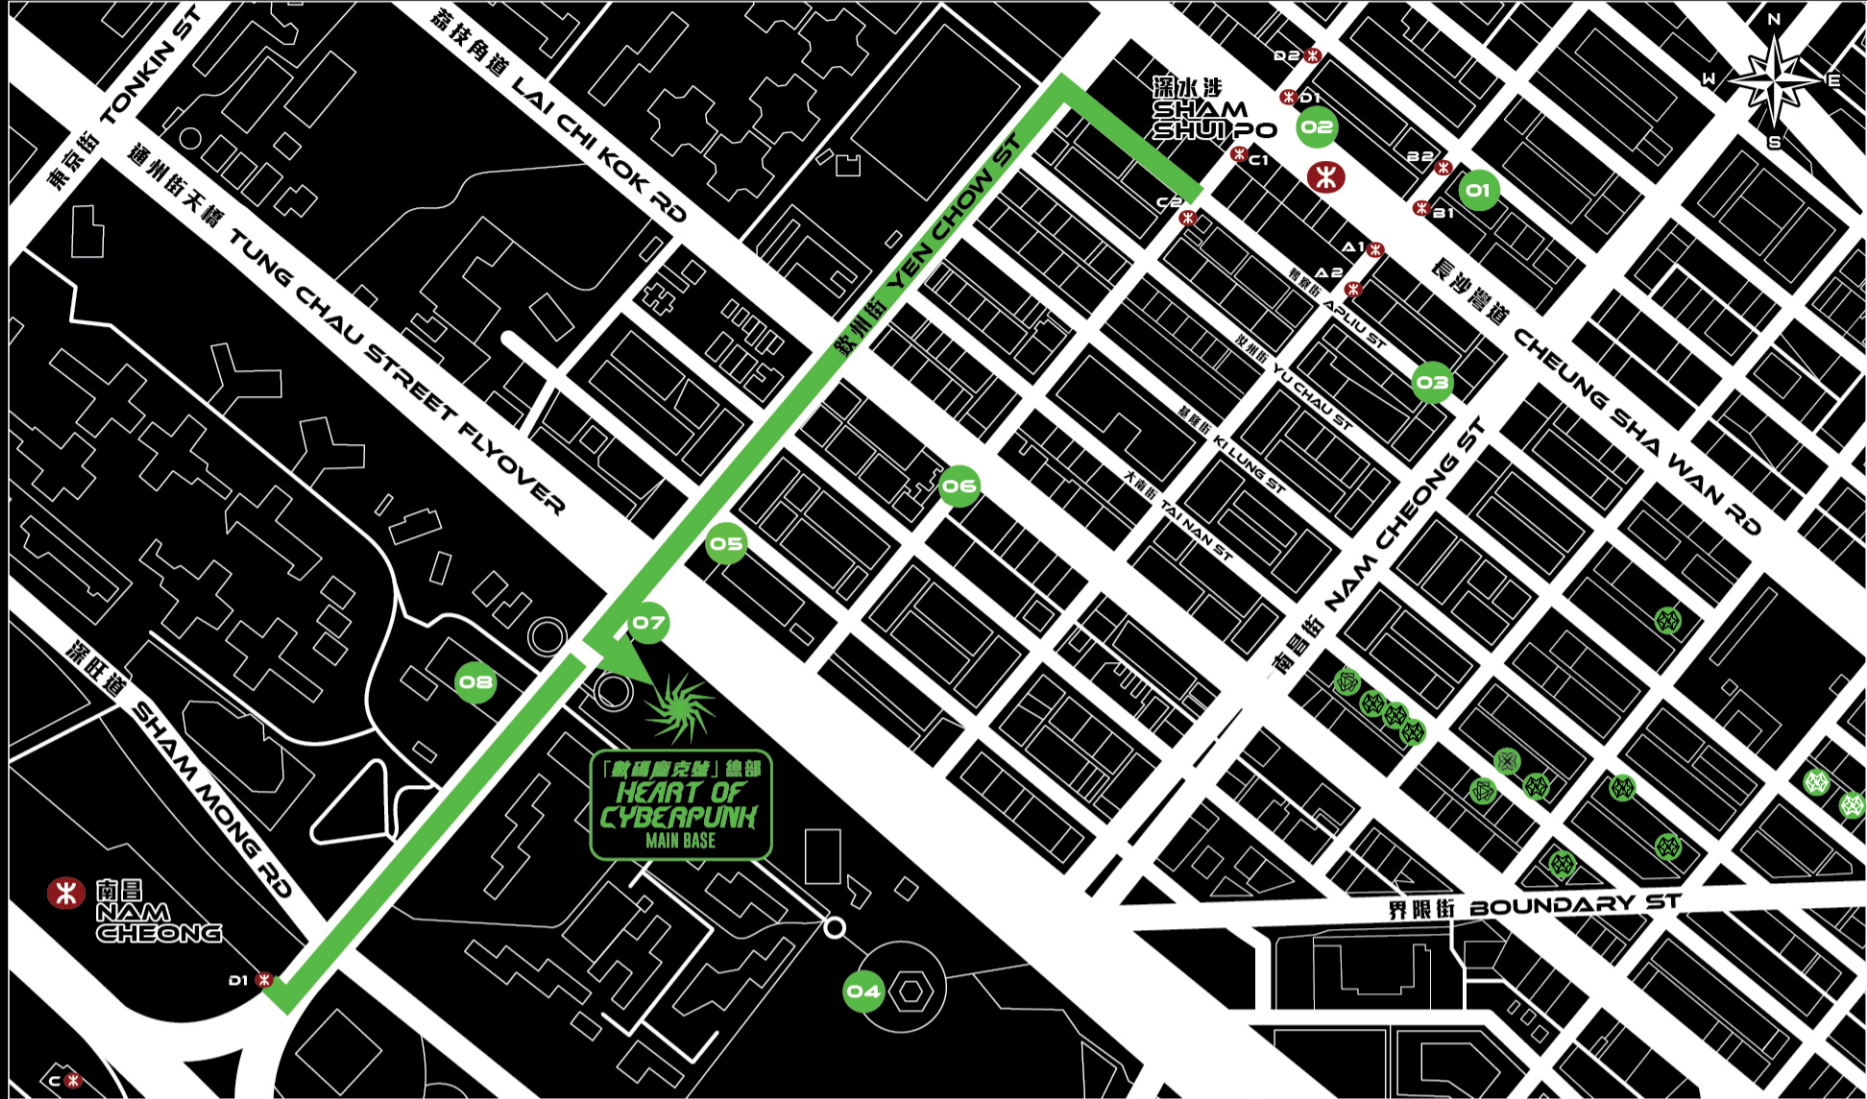 東京街 TONKIN ST
荔枝角道 LAI CHI KOK RD
通州街天橋 TUNG CHAU STREET FLYOVER
欽州街 YEN CHOW ST
深水埗
SHAM
SHUI PO
D2
D1
02
C1
B2
01
B1
C2
A1
A2
N
W
E
S
長沙灣道 CHEUNG SHA WAN RD
鴨寮街 APLIU ST
汝州街 YU CHAU ST
03
基隆街 KI LUNG ST
大南街 TAI NAN ST
南昌街 NAM CHEONG ST
06
05
07
08
深旺道 SHAM MONG RD
「數碼龐克號」總部
HEART OF
CYBERPUNK
MAIN BASE
南昌
NAM
CHEONG
D1
04
C
界限街 BOUNDARY ST